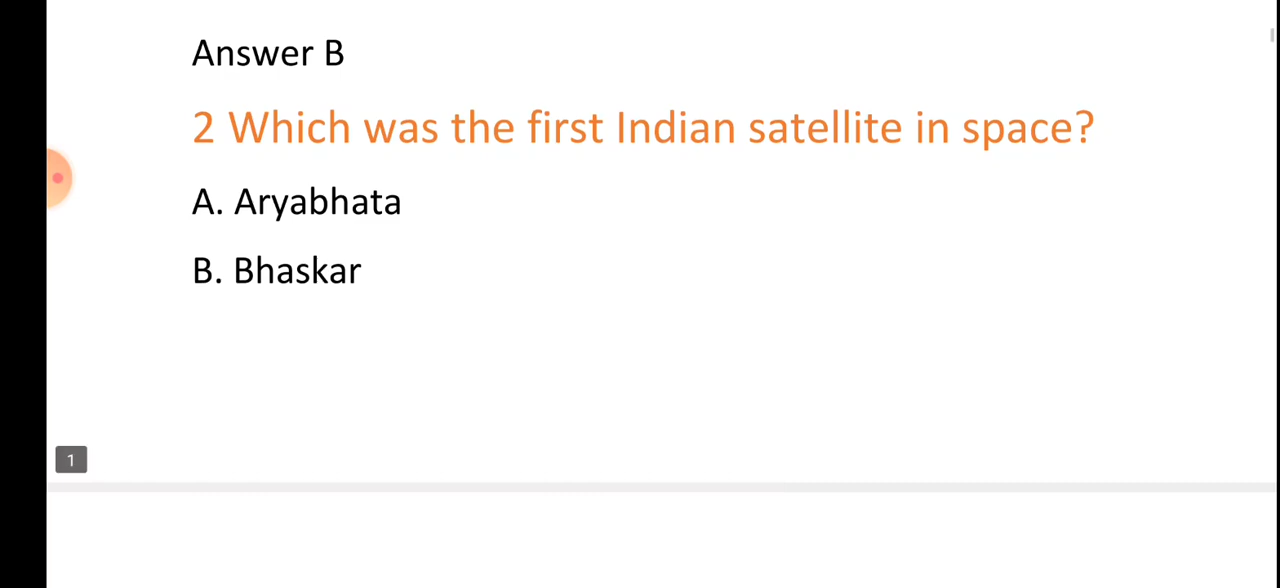 Answer B
2 Which was the first Indian satellite in space?
A. Aryabhata
B. Bhaskar
1